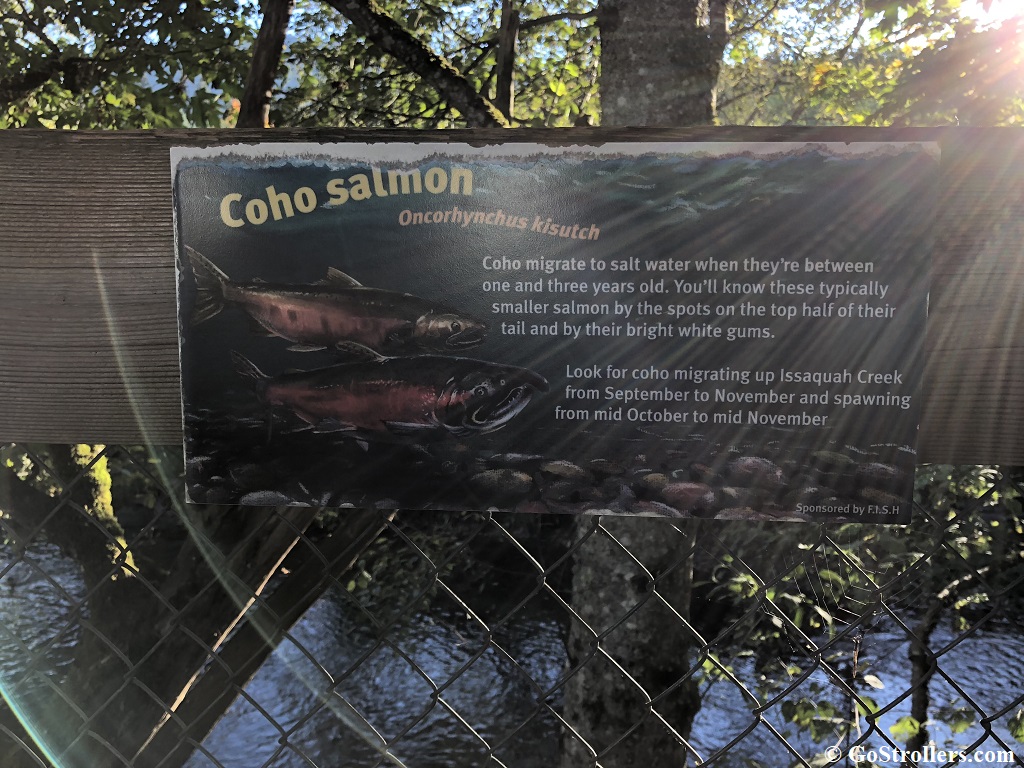 Coho salmon
Oncorhynchus kisutch
Coho migrate to salt water when they're between
one and three years old. You'll know these typically
smaller salmon by the spots on the top half of their
tail and by their bright white gums.
Look for coho migrating up Issaquah Creek
from September to November and spawning
from mid October to mid November
Sponsored by F.I.S.H
© GoStrollers.com